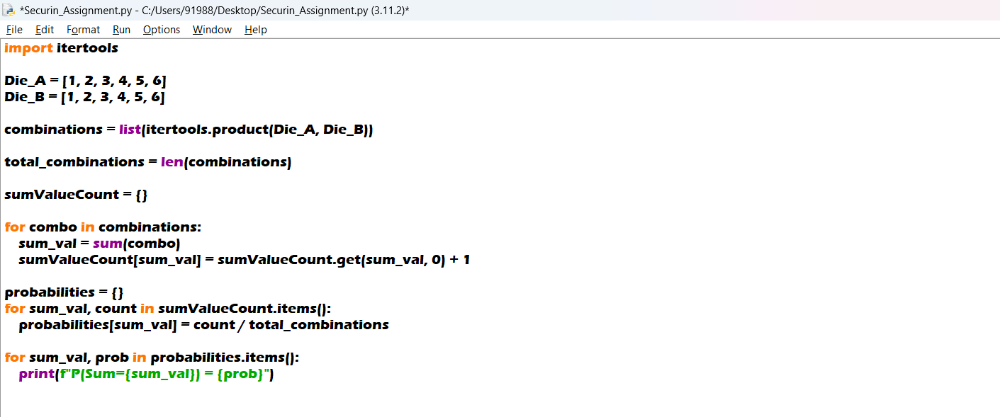 *Securin_Assignment.py - C:/Users/91988/Desktop/Securin_Assignment.py (3.11.2)*
File Edit Format Run Options Window Help
import itertools
Die_A = [1, 2, 3, 4, 5, 6]
Die_B = [1, 2, 3, 4, 5, 6]
combinations = list(itertools.product(Die_A, Die_B))
total_combinations = len(combinations)
sumValueCount = {}
for combo in combinations:
    sum_val = sum(combo)
    sumValueCount[sum_val] = sumValueCount.get(sum_val, 0) + 1
probabilities = {}
for sum_val, count in sumValueCount.items():
    probabilities[sum_val] = count / total_combinations
for sum_val, prob in probabilities.items():
    print(f"P(Sum={sum_val}) = {prob}")